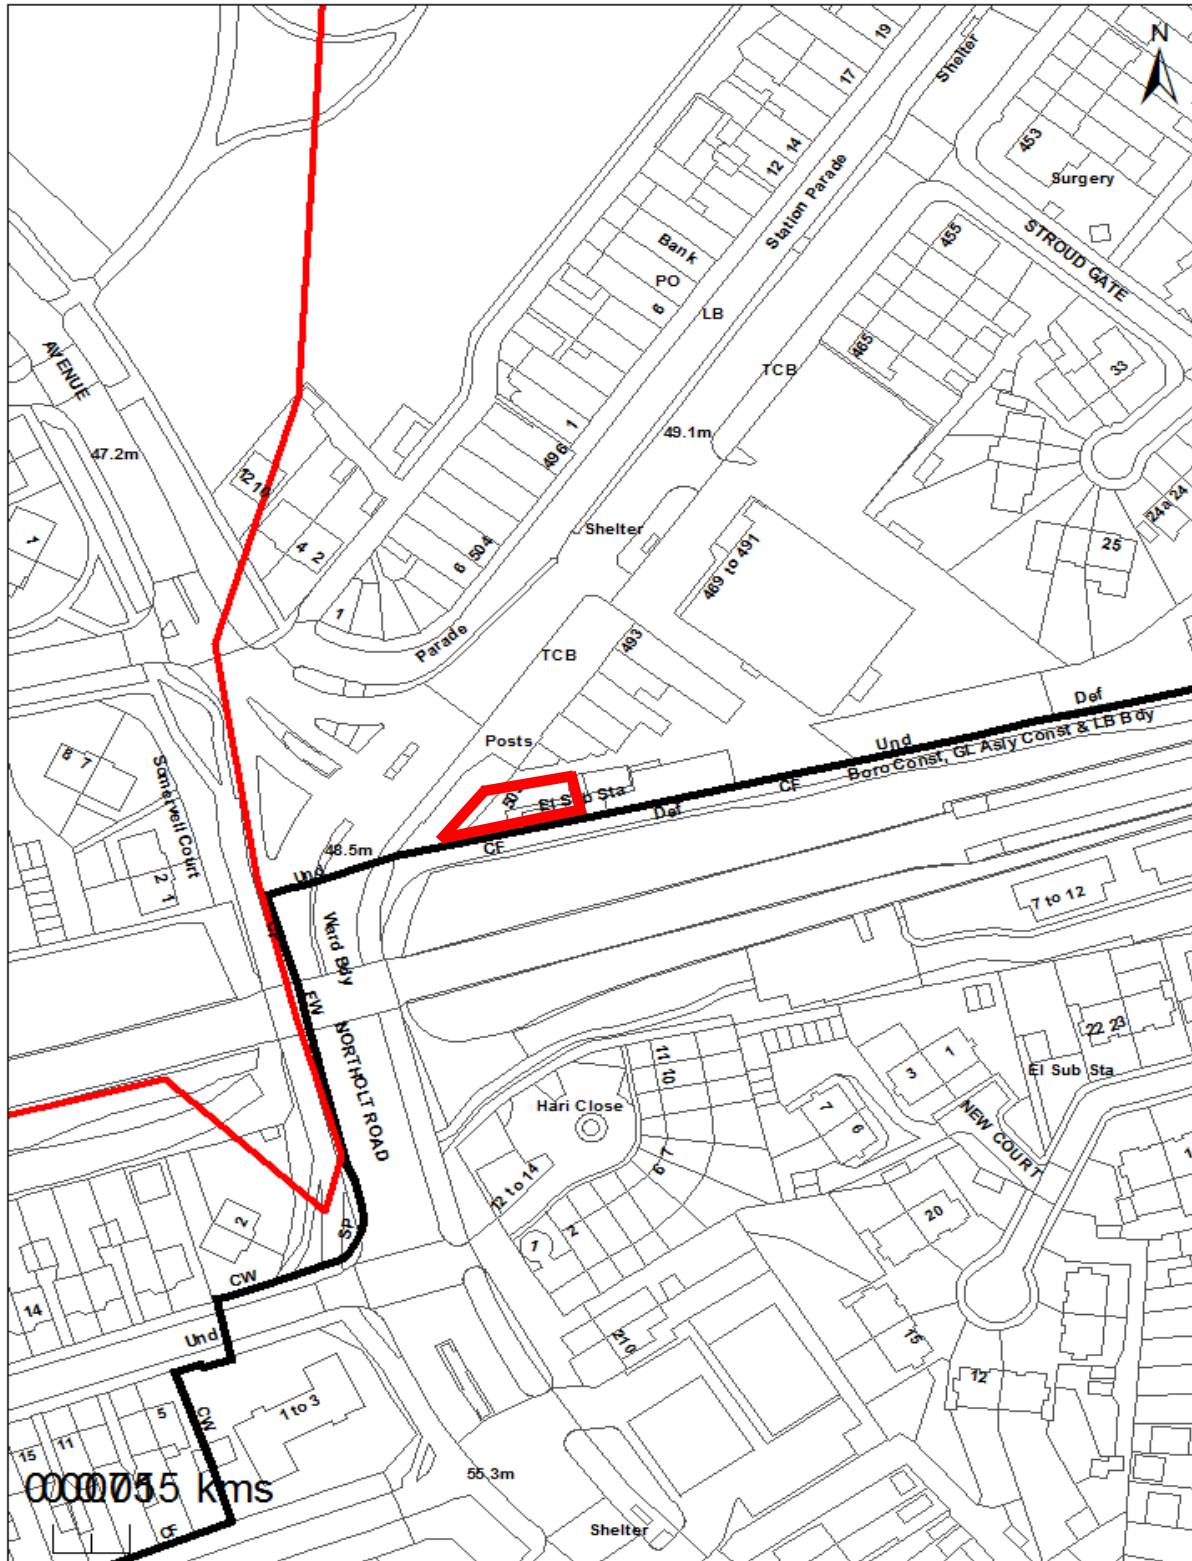 N
19
17
Shelter
453
14
12
Surgery
Station Parade
Bank
455
STROUD GATE
PO
6
LB
AVENUE
465
TCB
33
1
49.1m
47.2m
496
12
10
24
24a
Shelter
1
4 2
504
6
469 to 491
25
1
Parade
TCB
493
Def
Posts
Und
Boro Const, GL Asly Const & LB Bdy
8 7
Somervell Court
El Sub Sta
CF
Def
48.5m
CF
Und
2 1
7 to 12
Ward Bdy
FW
NORTHOLT ROAD
22 23
11 10
3 1
El Sub Sta
Hari Close
7
6
NEW COURT
6 7
12 to 14
2
SP
2
1
20
CW
14
Und
210
15
12
5
CW
1 to 3
11
15
55.3m
kms
Shelter
CF